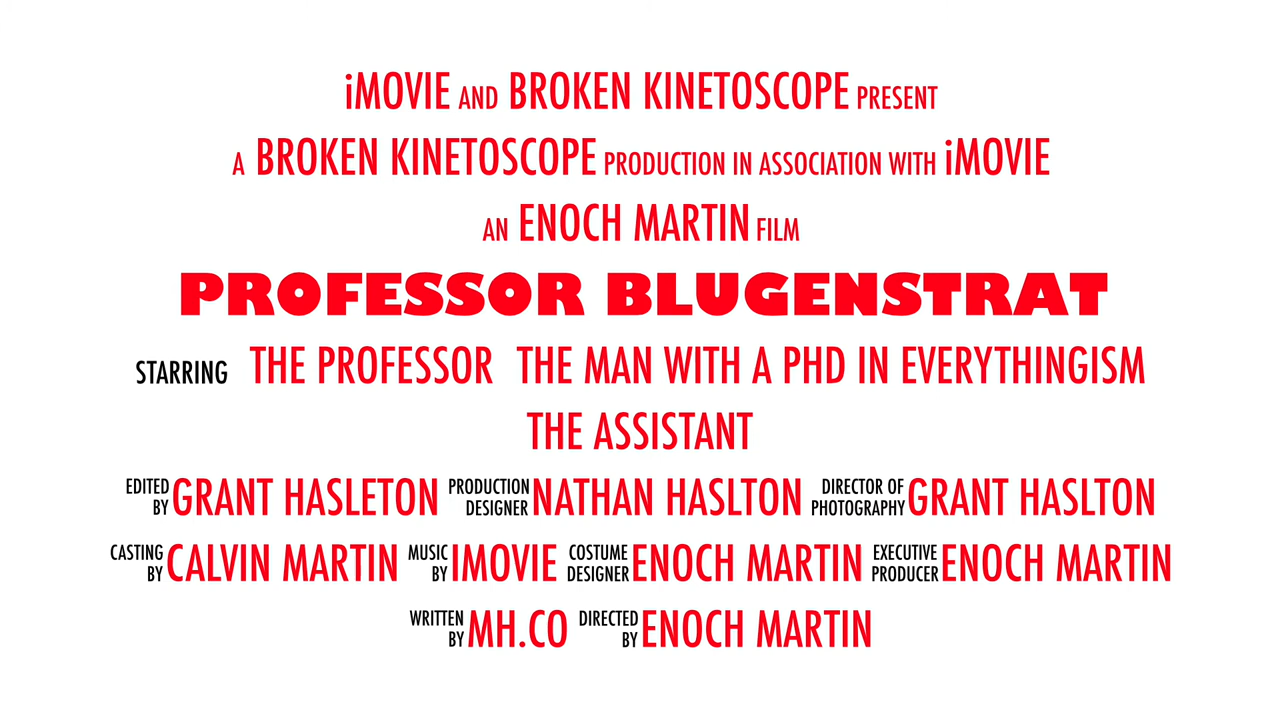 iMOVIE AND BROKEN KINETOSCOPE PRESENT
A BROKEN KINETOSCOPE PRODUCTION IN ASSOCIATION WITH iMOVIE
AN ENOCH MARTIN FILM
PROFESSOR BLUGENSTRAT
STARRING THE PROFESSOR THE MAN WITH A PHD IN EVERYTHINGISM
THE ASSISTANT
EDITED BY GRANT HASLETON PRODUCTION DESIGNER NATHAN HASLTON DIRECTOR OF PHOTOGRAPHY GRANT HASLTON
CASTING BY CALVIN MARTIN MUSIC BY IMOVIE COSTUME DESIGNER ENOCH MARTIN EXECUTIVE PRODUCER ENOCH MARTIN
WRITTEN BY MH.CO DIRECTED BY ENOCH MARTIN